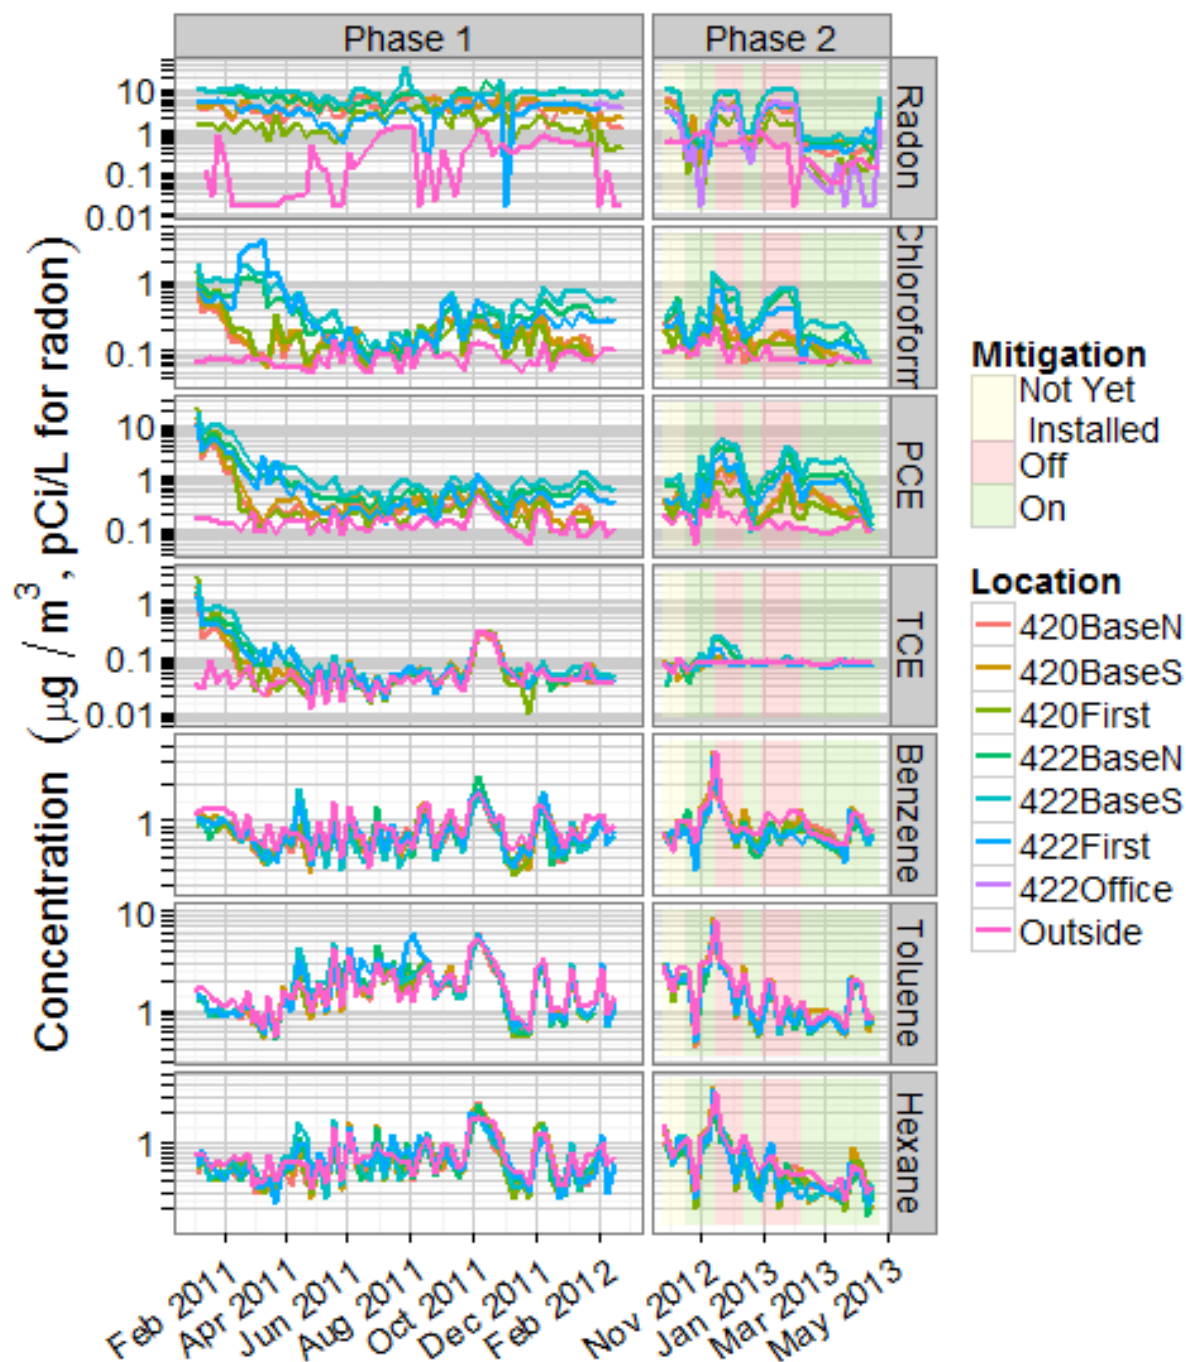 Phase 1
Phase 2
Concentration (µg / m³, pCi/L for radon)
10
1
0.1
0.01
Radon
1
0.1
Chloroform
10
1
0.1
PCE
1
0.1
0.01
TCE
1
Benzene
10
1
Toluene
1
Hexane
Feb 2011
Apr 2011
Jun 2011
Aug 2011
Oct 2011
Dec 2011
Feb 2012
Nov 2012
Jan 2013
Mar 2013
May 2013
Mitigation
Not Yet
Installed
Off
On
Location
420BaseN
420BaseS
420First
422BaseN
422BaseS
422First
422Office
Outside